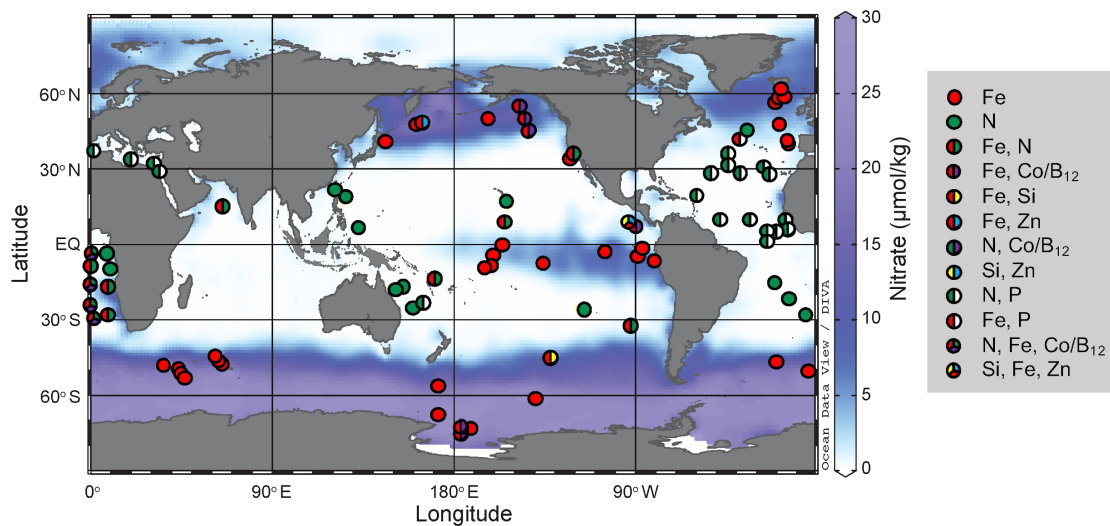 60°N
30°N
EQ
30°S
60°S
Latitude
0°
90°E
180°E
90°W
Longitude
Ocean Data View / DIVA
30
25
20
15
10
5
0
Nitrate (μmol/kg)
Fe
N
Fe, N
Fe, Co/B12
Fe, Si
Fe, Zn
N, Co/B12
Si, Zn
N, P
Fe, P
N, Fe, Co/B12
Si, Fe, Zn